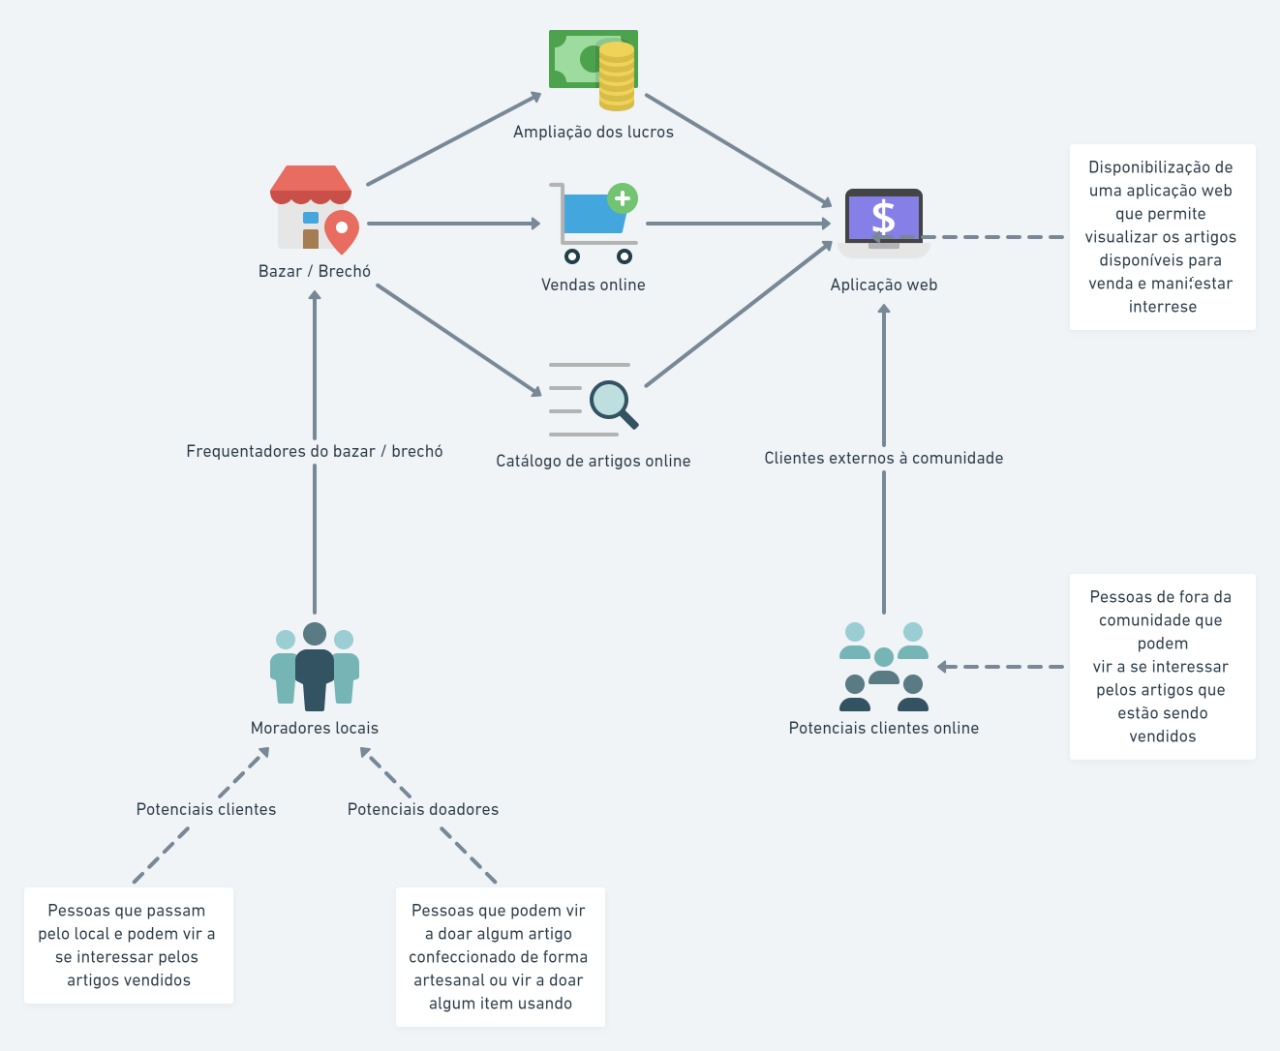 Ampliação dos lucros
Disponibilização de
uma aplicação web
que permite
visualizar os artigos
disponíveis para
venda e manifestar
interrese
$
Bazar / Brechó
Vendas online
Aplicação web
Frequentadores do bazar / brechó
Catálogo de artigos online
Clientes externos à comunidade
Pessoas de fora da
comunidade que
podem
vir a se interessar
pelos artigos que
estão sendo
vendidos
Moradores locais
Potenciais clientes online
Potenciais clientes
Potenciais doadores
Pessoas que passam
pelo local e podem vir a
se interessar pelos
artigos vendidos
Pessoas que podem vir
a doar algum artigo
confeccionado de forma
artesanal ou vir a doar
algum item usando